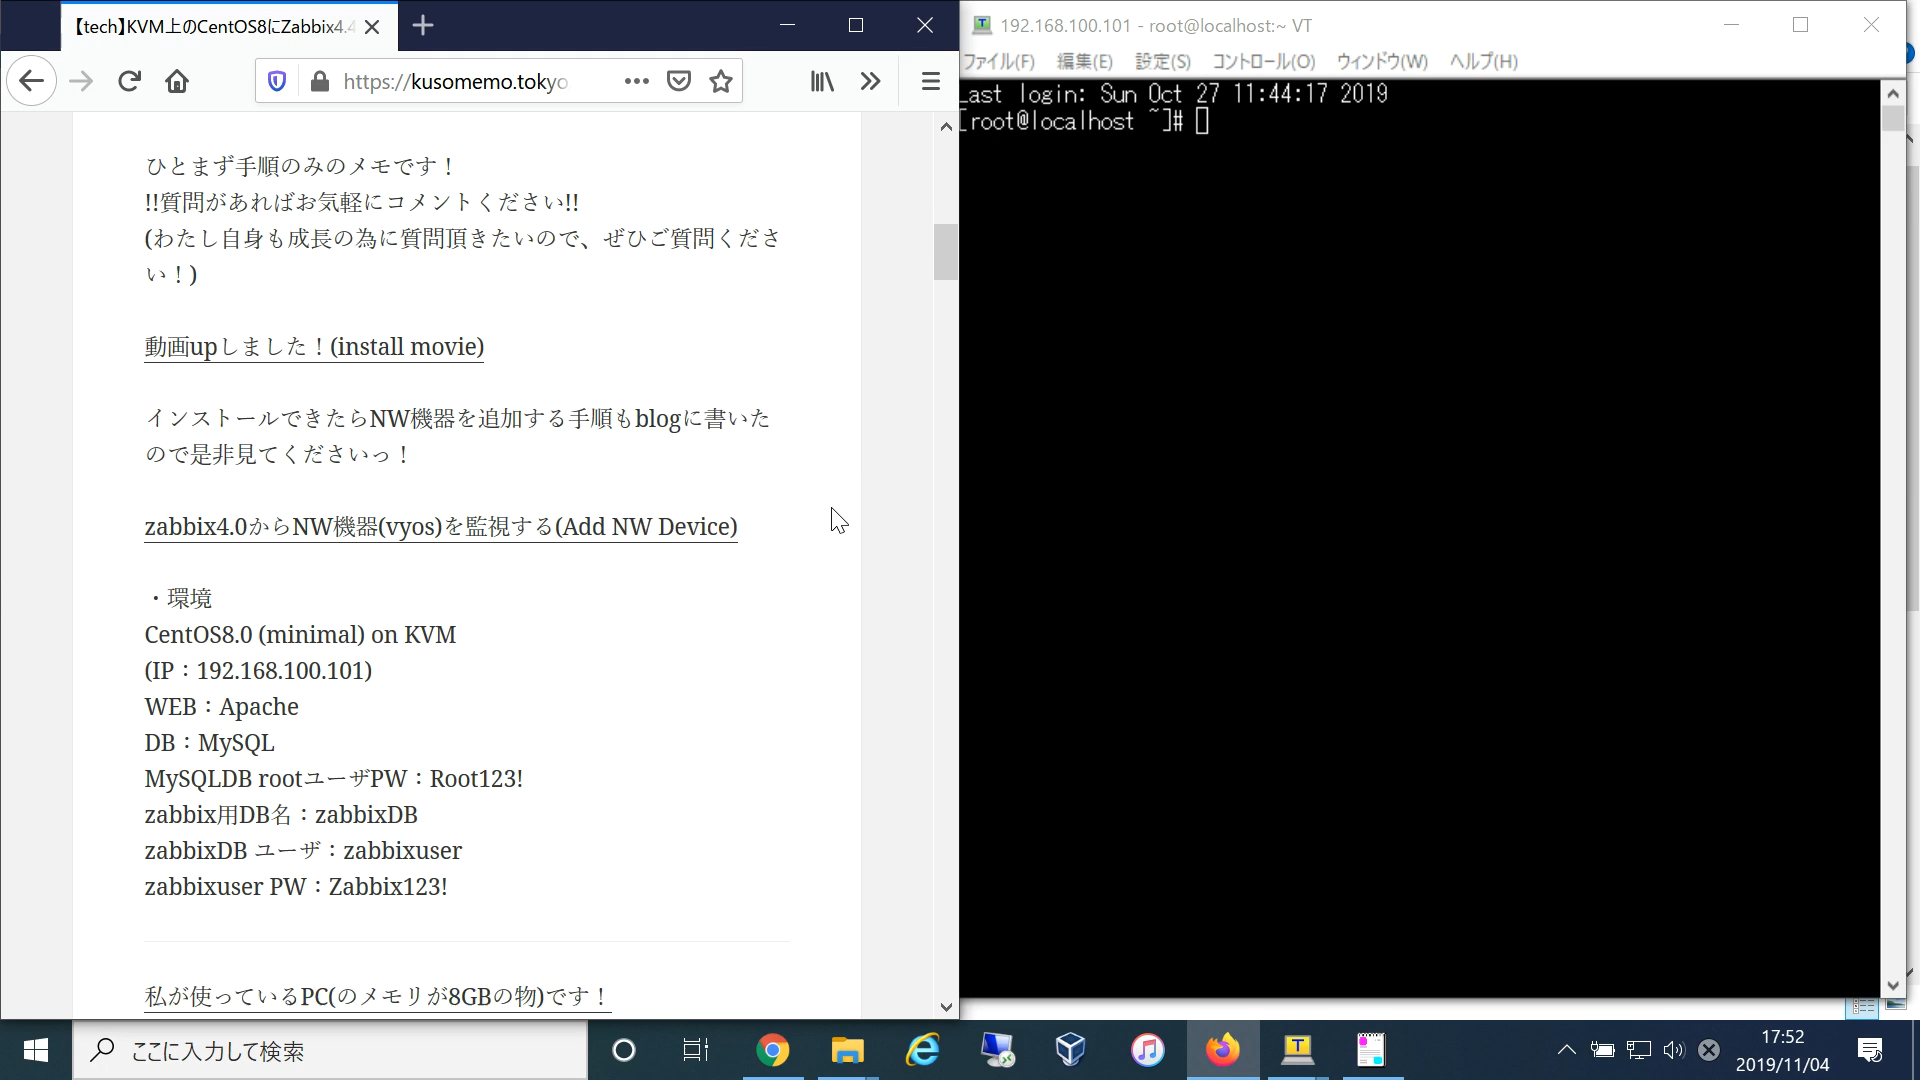 【tech】KVM上のCentOS8にZabbix4.4
https://kusomemo.tokyo
ひとまず手順のみのメモです！
!!質問があればお気軽にコメントください!!
(わたし自身も成長の為に質問頂きたいので、ぜひご質問くださ
い！)
動画upしました！(install movie)
インストールできたらNW機器を追加する手順もblogに書いた
ので是非見てくださいっ！
zabbix4.0からNW機器(vyos)を監視する(Add NW Device)
・環境
CentOS8.0 (minimal) on KVM
(IP：192.168.100.101)
WEB：Apache
DB：MySQL
MySQLDB rootユーザPW：Root123!
zabbix用DB名：zabbixDB
zabbixDB ユーザ：zabbixuser
zabbixuser PW：Zabbix123!
私が使っているPC(のメモリが8GBの物)です！
192.168.100.101 - root@localhost:~ VT
ファイル(F) 編集(E) 設定(S) コントロール(O) ウィンドウ(W) ヘルプ(H)
Last login: Sun Oct 27 11:44:17 2019
[root@localhost ~]#
ここに入力して検索
17:52
2019/11/04